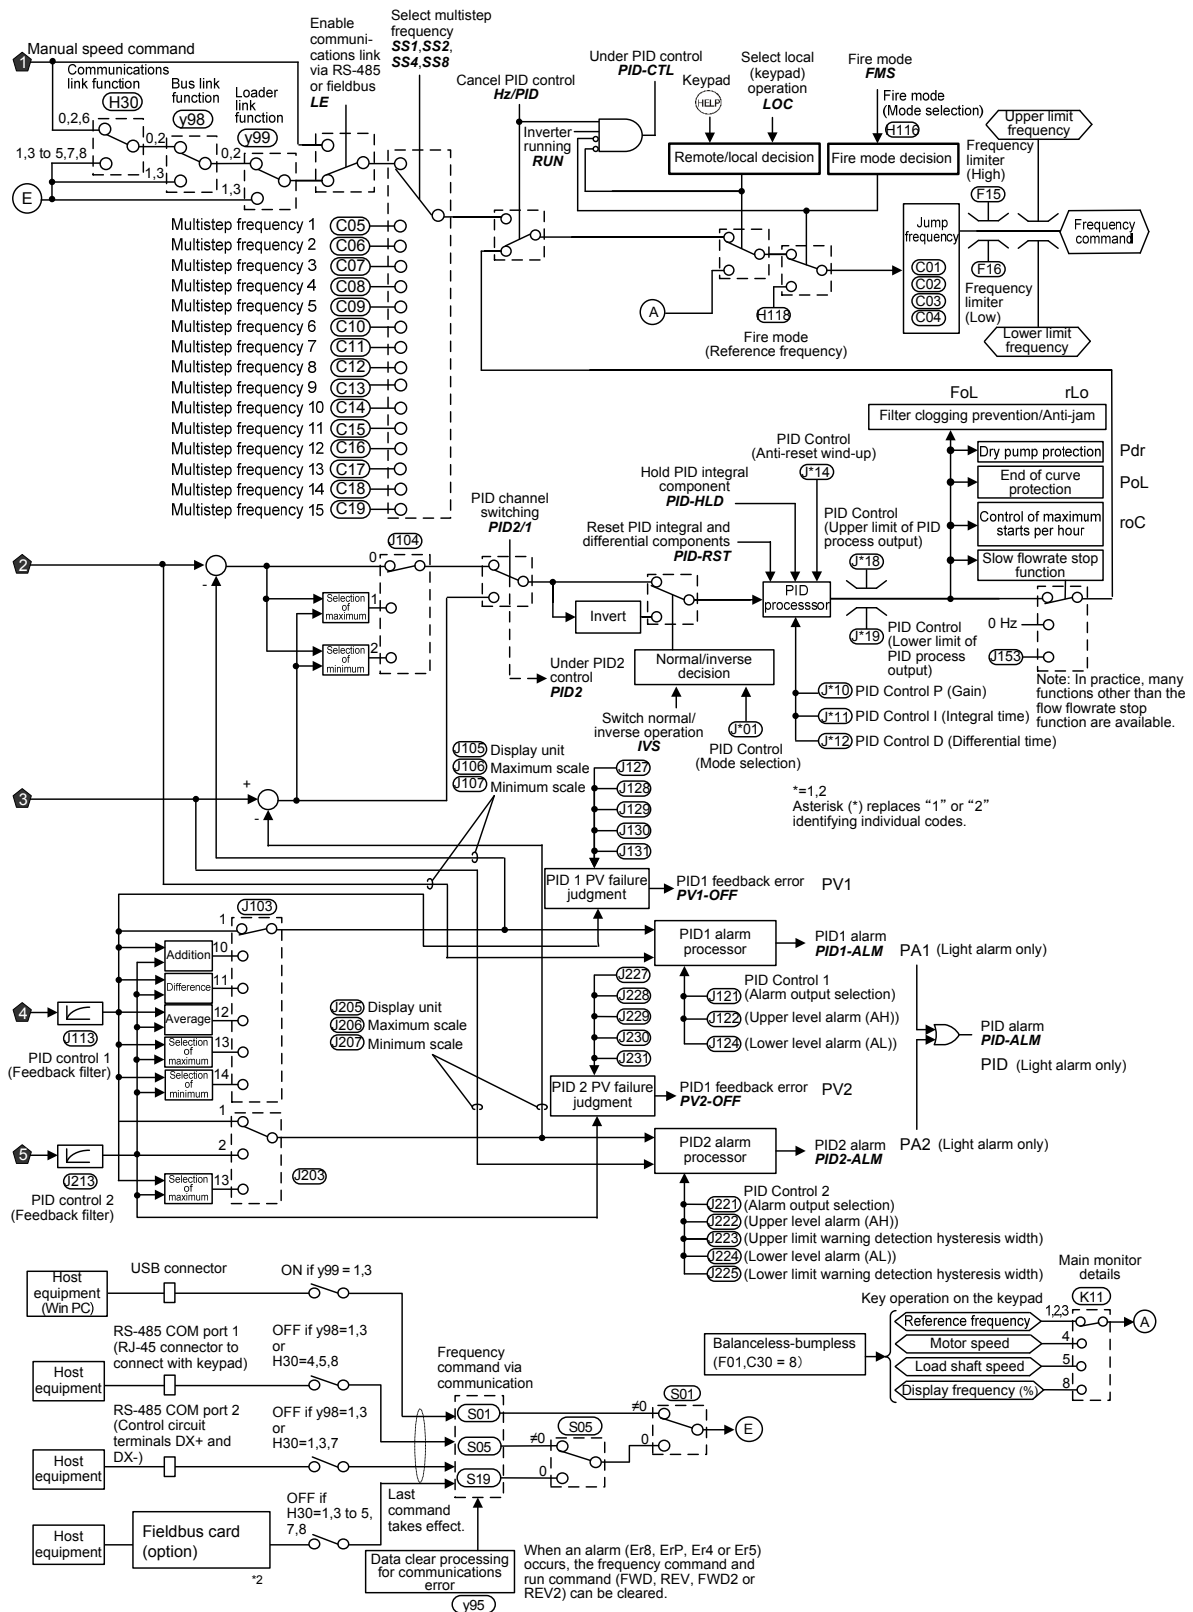 1
Manual speed command
Communications
link function
H30
0,2,6
1,3 to 5,7,8
E
Bus link
function
y98
0,2
1,3
Loader
link
function
y99
0,2
1,3
Enable
communi-
cations link
via RS-485
or fieldbus
LE
Select multistep
frequency
SS1,SS2,
SS4,SS8
Cancel PID control
Hz/PID
Under PID control
PID-CTL
Inverter
running
RUN
Keypad
HELP
Select local
(keypad)
operation
LOC
Remote/local decision
Fire mode
FMS
Fire mode
(Mode selection)
H116
Fire mode decision
Upper limit
frequency
Frequency
limiter
(High)
F15
Jump
frequency
C01
C02
C03
C04
Frequency
command
F16
Frequency
limiter
(Low)
Lower limit
frequency
A
H118
Fire mode
(Reference frequency)
Multistep frequency 1 C05
Multistep frequency 2 C06
Multistep frequency 3 C07
Multistep frequency 4 C08
Multistep frequency 5 C09
Multistep frequency 6 C10
Multistep frequency 7 C11
Multistep frequency 8 C12
Multistep frequency 9 C13
Multistep frequency 10 C14
Multistep frequency 11 C15
Multistep frequency 12 C16
Multistep frequency 13 C17
Multistep frequency 14 C18
Multistep frequency 15 C19
FoL rLo
Filter clogging prevention/Anti-jam
Dry pump protection Pdr
End of curve
protection
PoL
Control of maximum
starts per hour
roC
Slow flowrate stop
function
PID Control
(Anti-reset wind-up)
J*14
Hold PID integral
component
PID-HLD
Reset PID integral and
differential components
PID-RST
PID Control
(Upper limit of PID
process output)
J*18
PID
processsor
J*19
PID Control
(Lower limit of
PID process
output)
0 Hz
J153
Note: In practice, many
functions other than the
flow flowrate stop
function are available.
J*10 PID Control P (Gain)
J*11 PID Control I (Integral time)
J*12 PID Control D (Differential time)
*=1,2
Asterisk (*) replaces “1” or “2”
identifying individual codes.
2
-
J104
0
Selection
of
maximum
1
Selection
of
minimum
2
PID channel
switching
PID2/1
Under PID2
control
PID2
Invert
Normal/inverse
decision
Switch normal/
inverse operation
IVS
J*01
PID Control
(Mode selection)
3
+
-
J105 Display unit
J106 Maximum scale
J107 Minimum scale
J127
J128
J129
J130
J131
PID 1 PV failure
judgment
PID1 feedback error
PV1-OFF
PV1
J103
1
Addition 10
Difference 11
Average 12
Selection
of
maximum
13
Selection
of
minimum
14
4
J113
PID control 1
(Feedback filter)
PID1 alarm
processor
PID1 alarm
PID1-ALM
PA1 (Light alarm only)
PID Control 1
J121 (Alarm output selection)
J122 (Upper level alarm (AH))
J124 (Lower level alarm (AL))
J205 Display unit
J206 Maximum scale
J207 Minimum scale
J227
J228
J229
J230
J231
PID 2 PV failure
judgment
PID1 feedback error
PV2-OFF
PV2
PID alarm
PID-ALM
PID (Light alarm only)
5
J213
PID control 2
(Feedback filter)
1
2
Selection
of
maximum
13
J203
PID2 alarm
processor
PID2 alarm
PID2-ALM
PA2 (Light alarm only)
PID Control 2
J221 (Alarm output selection)
J222 (Upper level alarm (AH))
J223 (Upper limit warning detection hysteresis width)
J224 (Lower level alarm (AL))
J225 (Lower limit warning detection hysteresis width)
Host
equipment
(Win PC)
USB connector
ON if y99 = 1,3
RS-485 COM port 1
(RJ-45 connector to
connect with keypad)
OFF if y98=1,3
or
H30=4,5,8
Host
equipment
RS-485 COM port 2
(Control circuit
terminals DX+ and
DX-)
OFF if y98=1,3
or
H30=1,3,7
Host
equipment
Host
equipment
Fieldbus card
(option)
*2
OFF if
H30=1,3 to 5,
7,8
Frequency
command via
communication
S01
S05
S19
Last
command
takes effect.
Data clear processing
for communications
error
y95
When an alarm (Er8, ErP, Er4 or Er5)
occurs, the frequency command and
run command (FWD, REV, FWD2 or
REV2) can be cleared.
≠0
S05
0
≠0
S01
0
E
Balanceless-bumpless
(F01,C30 = 8)
Key operation on the keypad
Reference frequency 1,2,3
Motor speed 4
Load shaft speed 5
Display frequency (%) 8
Main monitor
details
K11
A